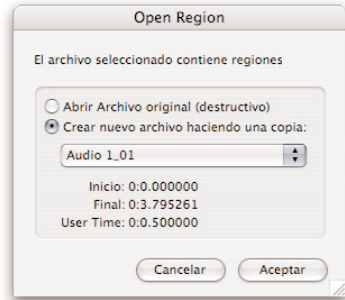 Open Region
El archivo seleccionado contiene regiones
Abrir Archivo original (destructivo)
Crear nuevo archivo haciendo una copia:
Audio 1_01
Inicio: 0:0.000000
Final: 0:3.795261
User Time: 0:0.500000
Cancelar
Aceptar